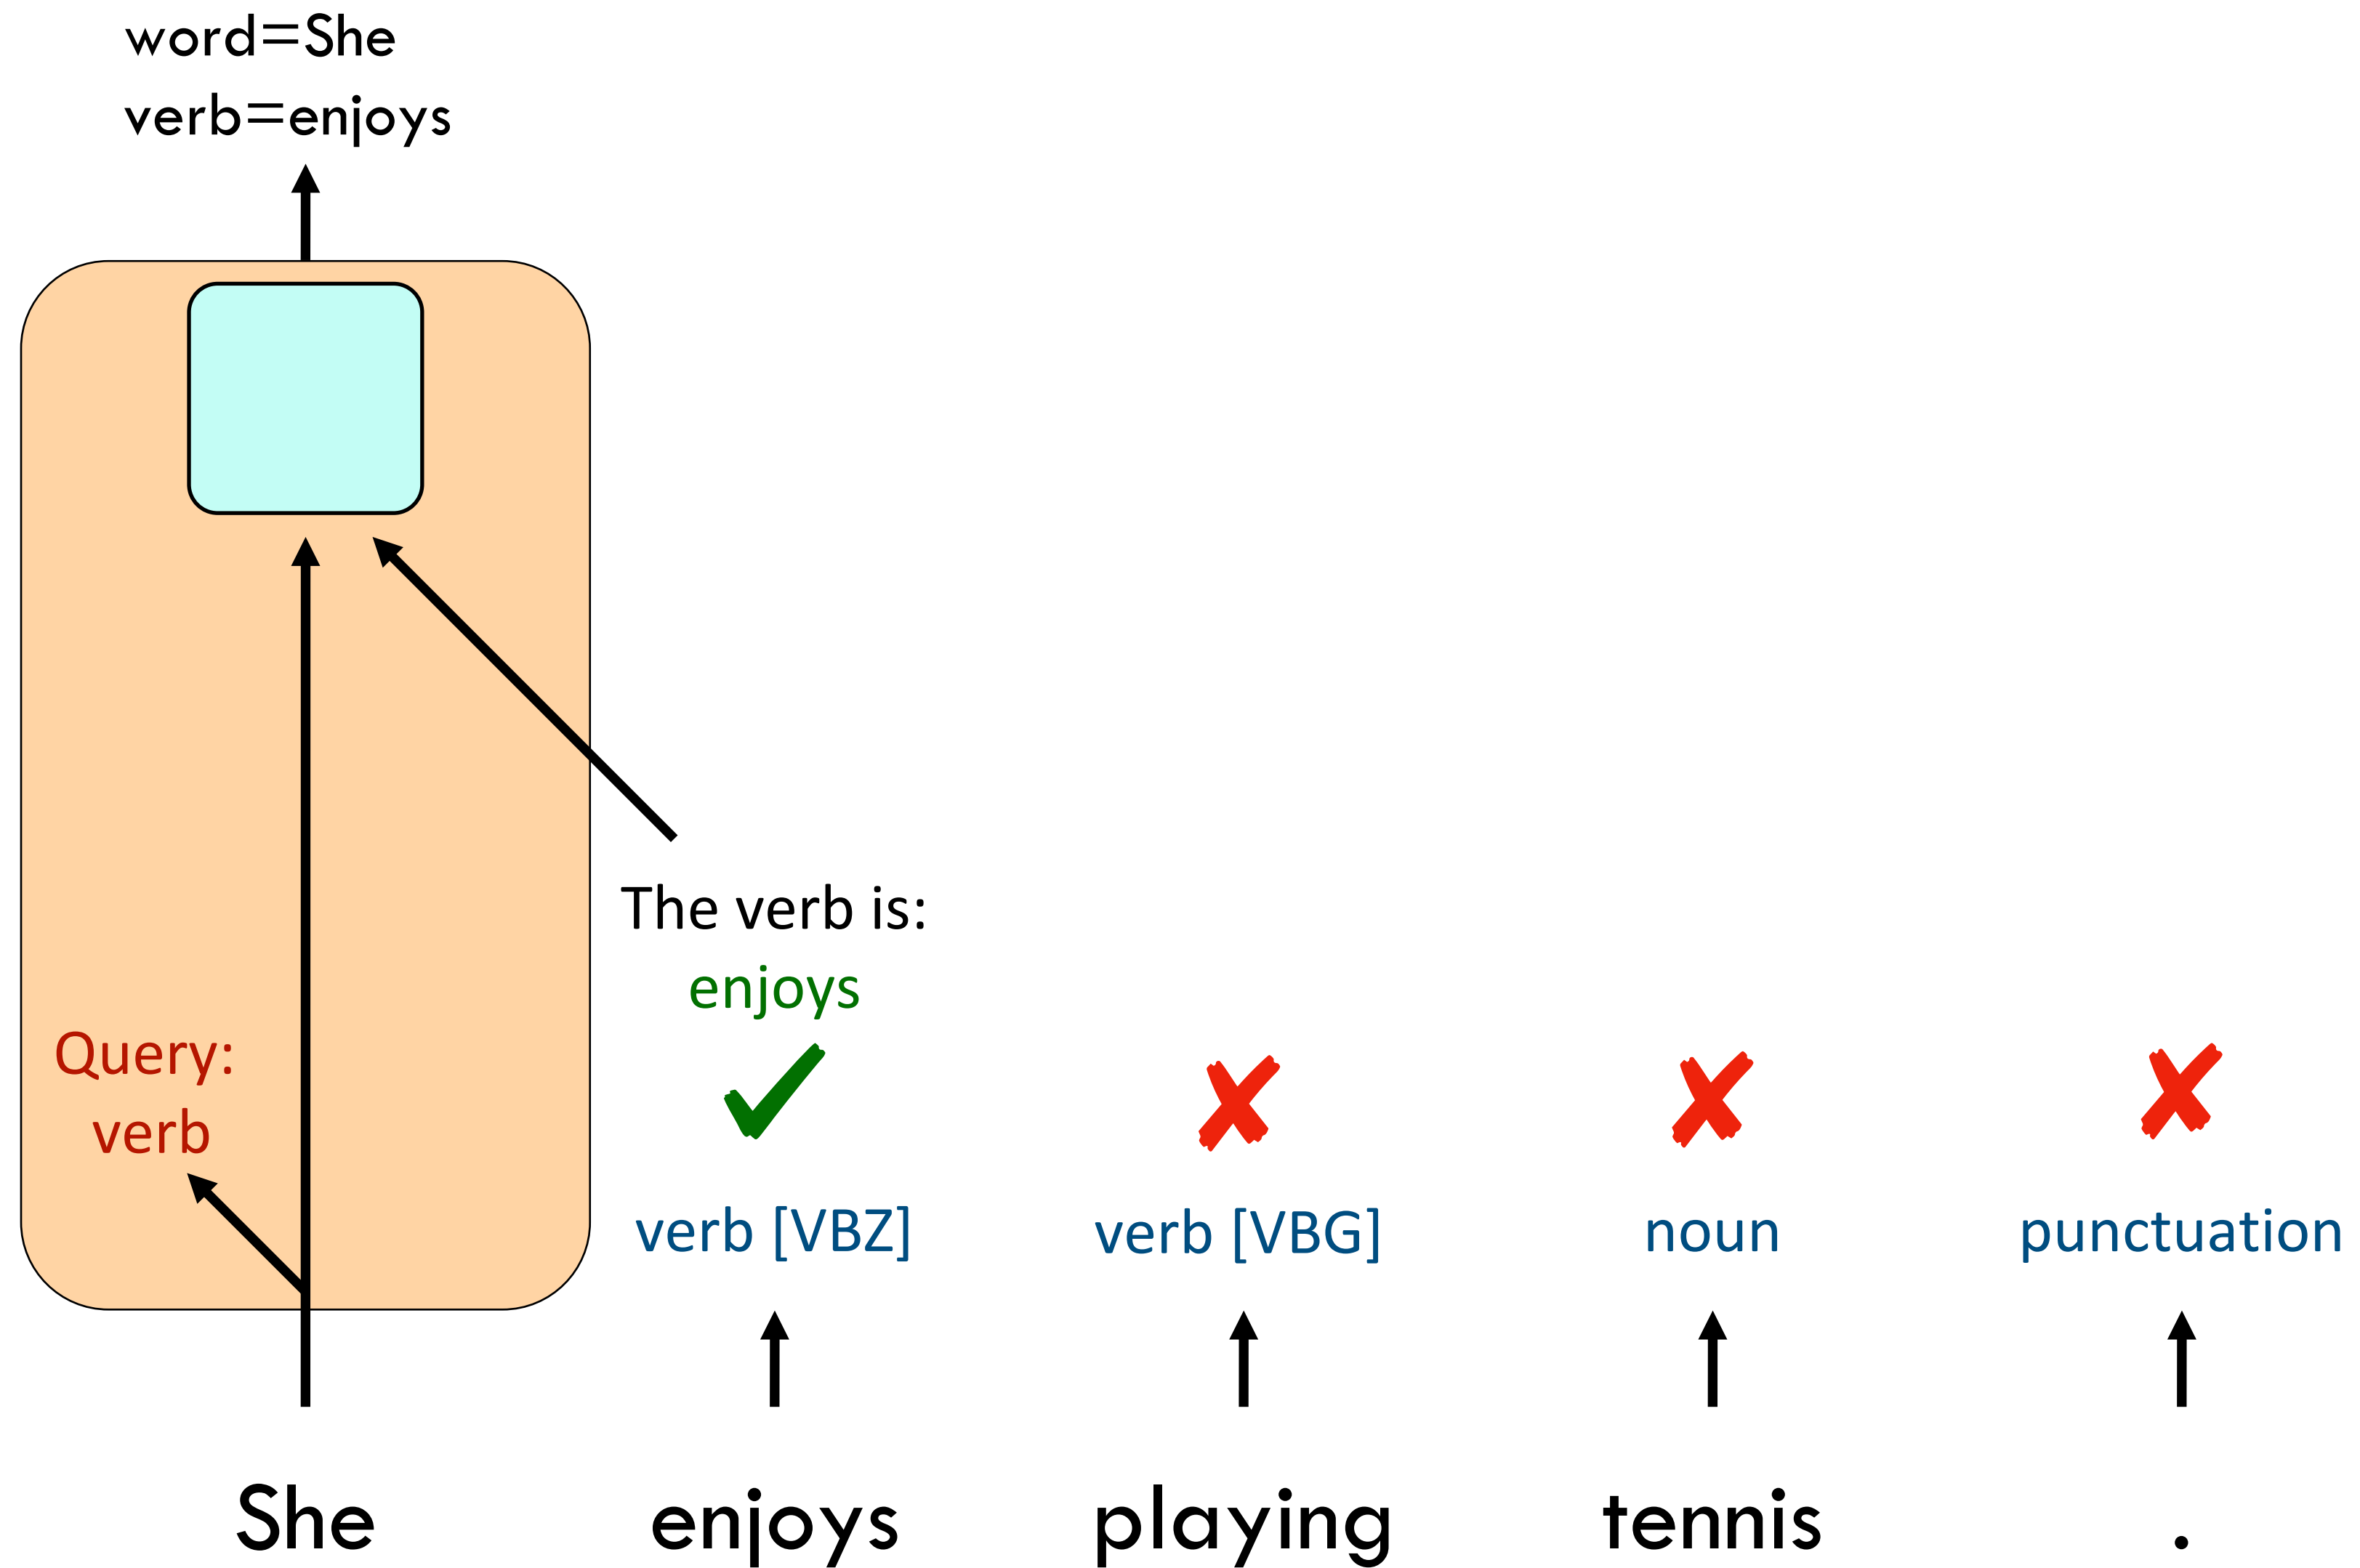 word=She
verb=enjoys
The verb is:
enjoys
Query:
verb
verb [VBZ] verb [VBG] noun punctuation
She enjoys playing tennis .